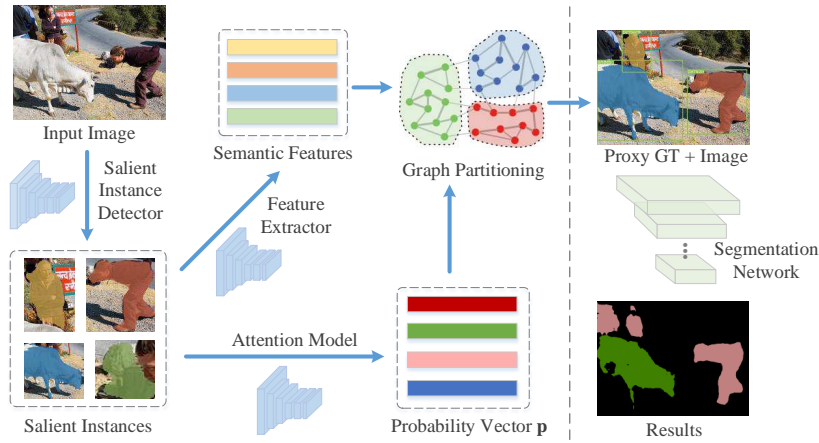 Input Image
Salient
Instance
Detector
Salient Instances
Semantic Features
Feature
Extractor
Attention Model
Graph Partitioning
Probability Vector p
Proxy GT + Image
Segmentation
Network
Results